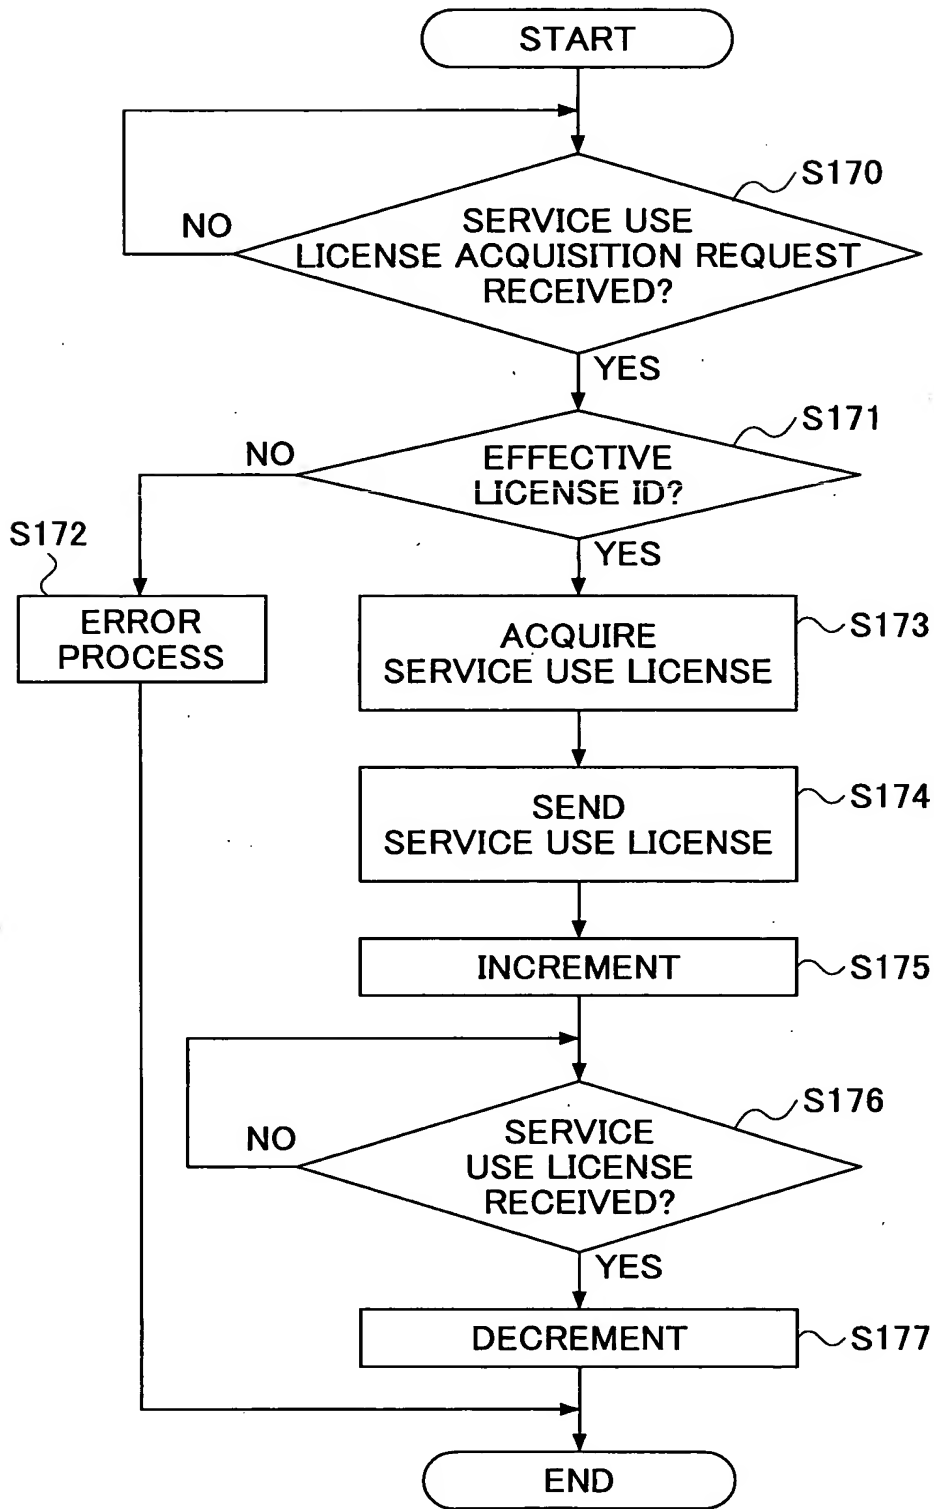 START
S170
NO
SERVICE USE
LICENSE ACQUISITION REQUEST
RECEIVED?
YES
S171
NO
EFFECTIVE
LICENSE ID?
YES
S172
ERROR
PROCESS
S173
ACQUIRE
SERVICE USE LICENSE
S174
SEND
SERVICE USE LICENSE
INCREMENT
S175
S176
NO
SERVICE
USE LICENSE
RECEIVED?
YES
DECREMENT
S177
END